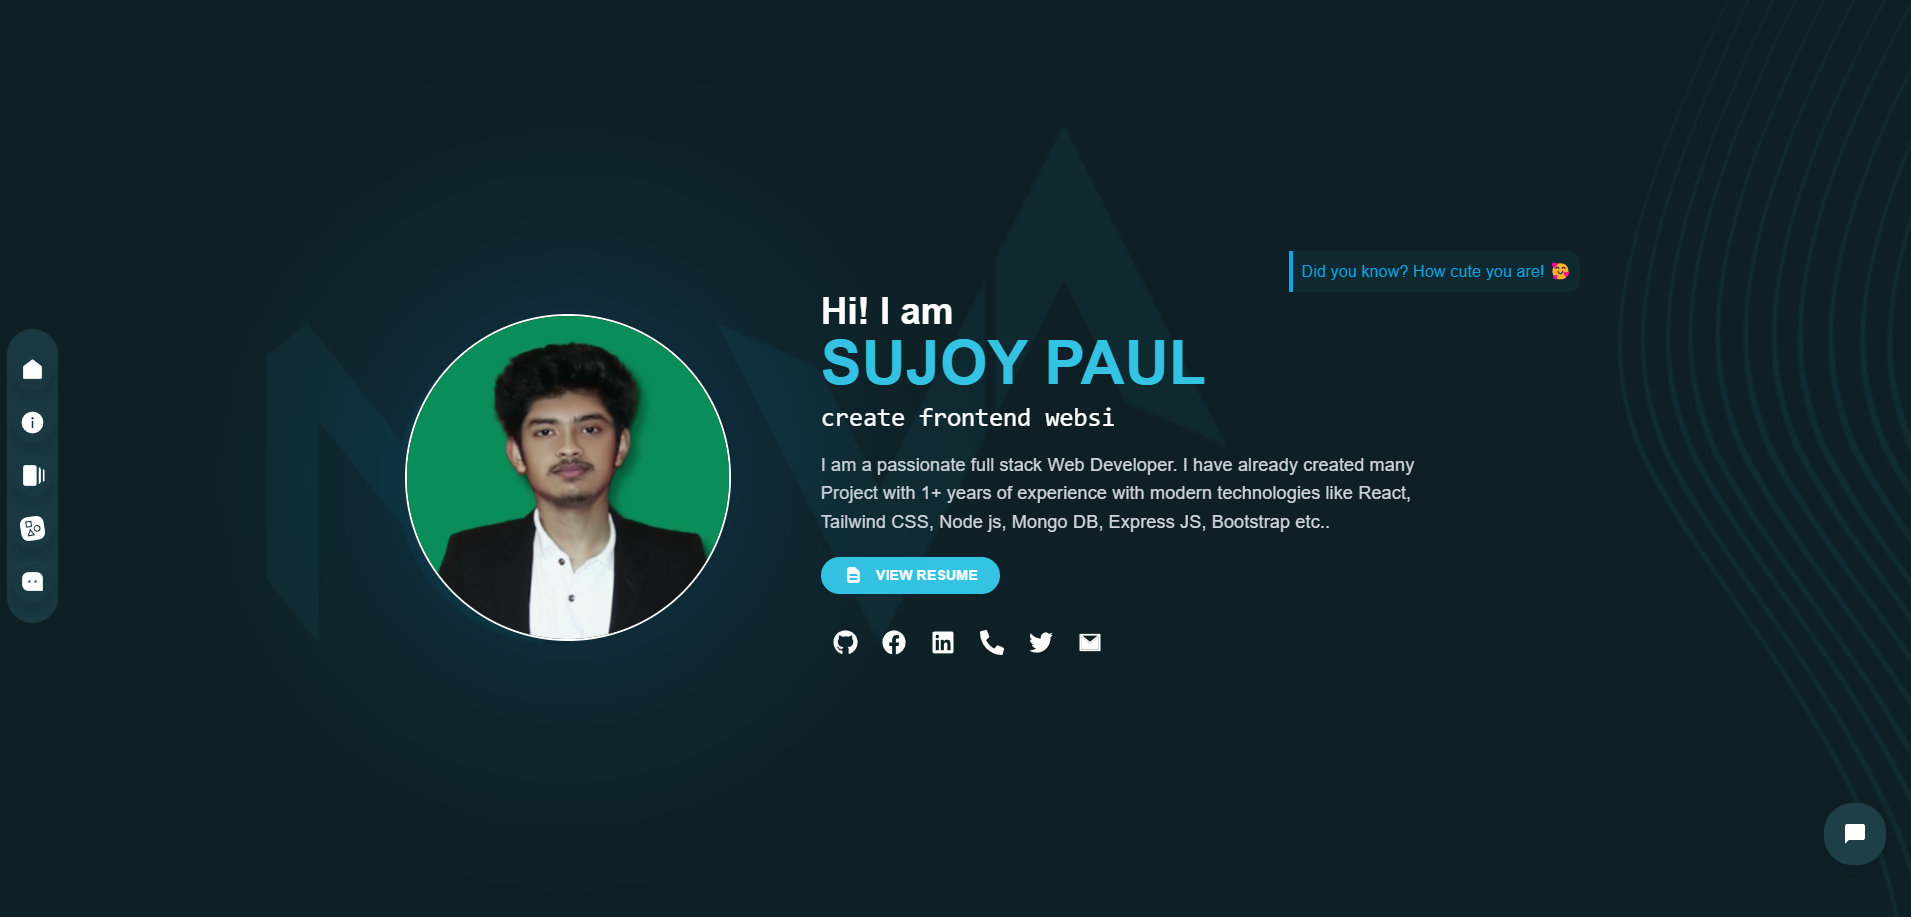 Did you know? How cute you are! 🥰
Hi! I am
SUJOY PAUL
create frontend websi
I am a passionate full stack Web Developer. I have already created many
Project with 1+ years of experience with modern technologies like React,
Tailwind CSS, Node js, Mongo DB, Express JS, Bootstrap etc..
VIEW RESUME